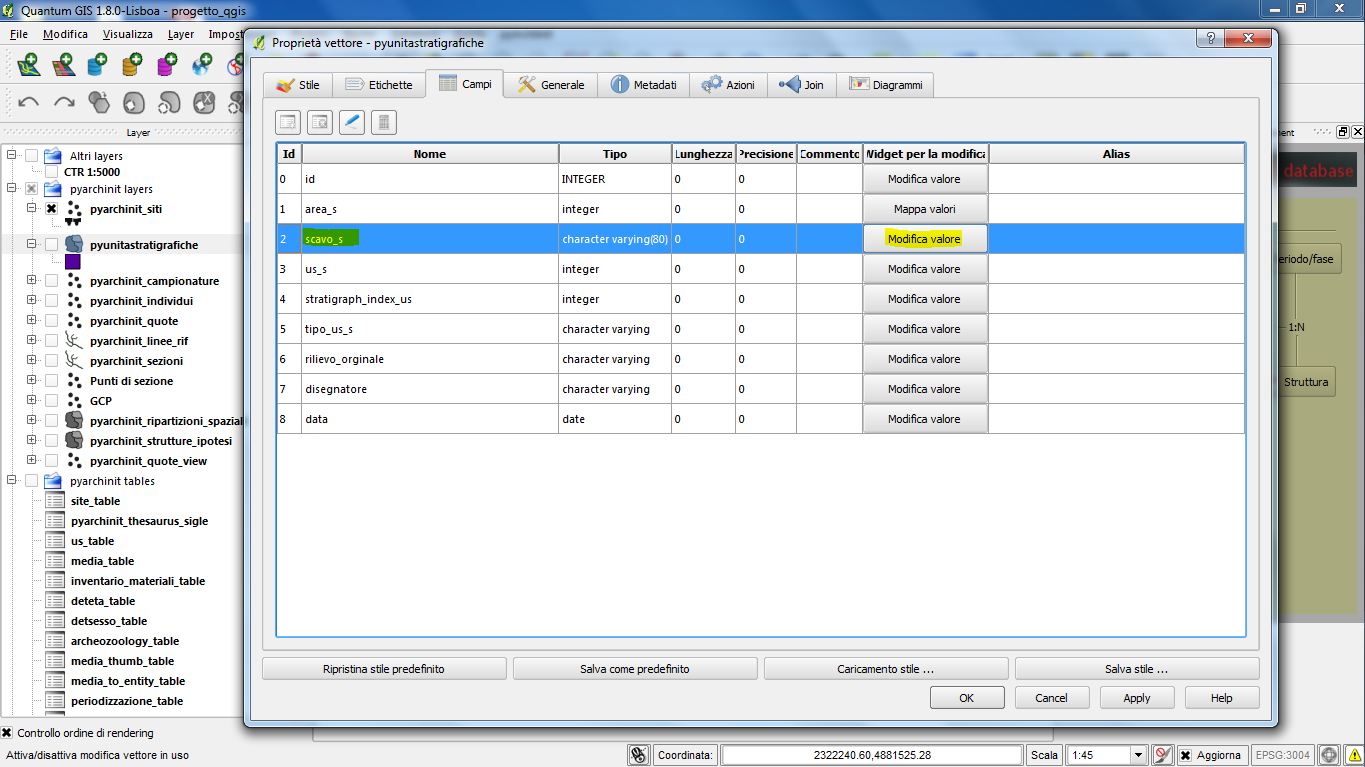 Quantum GIS 1.8.0-Lisboa - progetto_qgis
File Modifica Visualizza Layer Impost
Proprietà vettore - pyunitastratigrafiche
Stile Etichette Campi Generale Metadati Azioni Join Diagrammi
Layer
Altri layers
CTR 1:5000
pyarchinit layers
pyarchinit_siti
pyunitastratigrafiche
pyarchinit_campionature
pyarchinit_individui
pyarchinit_quote
pyarchinit_linee_rif
pyarchinit_sezioni
Punti di sezione
GCP
pyarchinit_ripartizioni_spazial
pyarchinit_strutture_ipotesi
pyarchinit_quote_view
pyarchinit tables
site_table
pyarchinit_thesaurus_sigle
us_table
media_table
inventario_materiali_table
deteta_table
detsesso_table
archeozoology_table
media_thumb_table
media_to_entity_table
periodizzazione_table
Id Nome Tipo Lunghezza Precisione Commento Widget per la modifica Alias
0 id INTEGER 0 0 Modifica valore
1 area_s integer 0 0 Mappa valori
2 scavo_s character varying(80) 0 0 Modifica valore
3 us_s integer 0 0 Modifica valore
4 stratigraph_index_us integer 0 0 Modifica valore
5 tipo_us_s character varying 0 0 Modifica valore
6 rilievo_orginale character varying 0 0 Modifica valore
7 disegnatore character varying 0 0 Modifica valore
8 data date 0 0 Modifica valore
Ripristina stile predefinito Salva come predefinito Caricamento stile ... Salva stile ...
OK Cancel Apply Help
ment
database
eriodo/fase
1:N
Struttura
Controllo ordine di rendering
Attiva/disattiva modifica vettore in uso Coordinata: 2322240.60,4881525.28 Scala 1:45 Aggiorna EPSG:3004